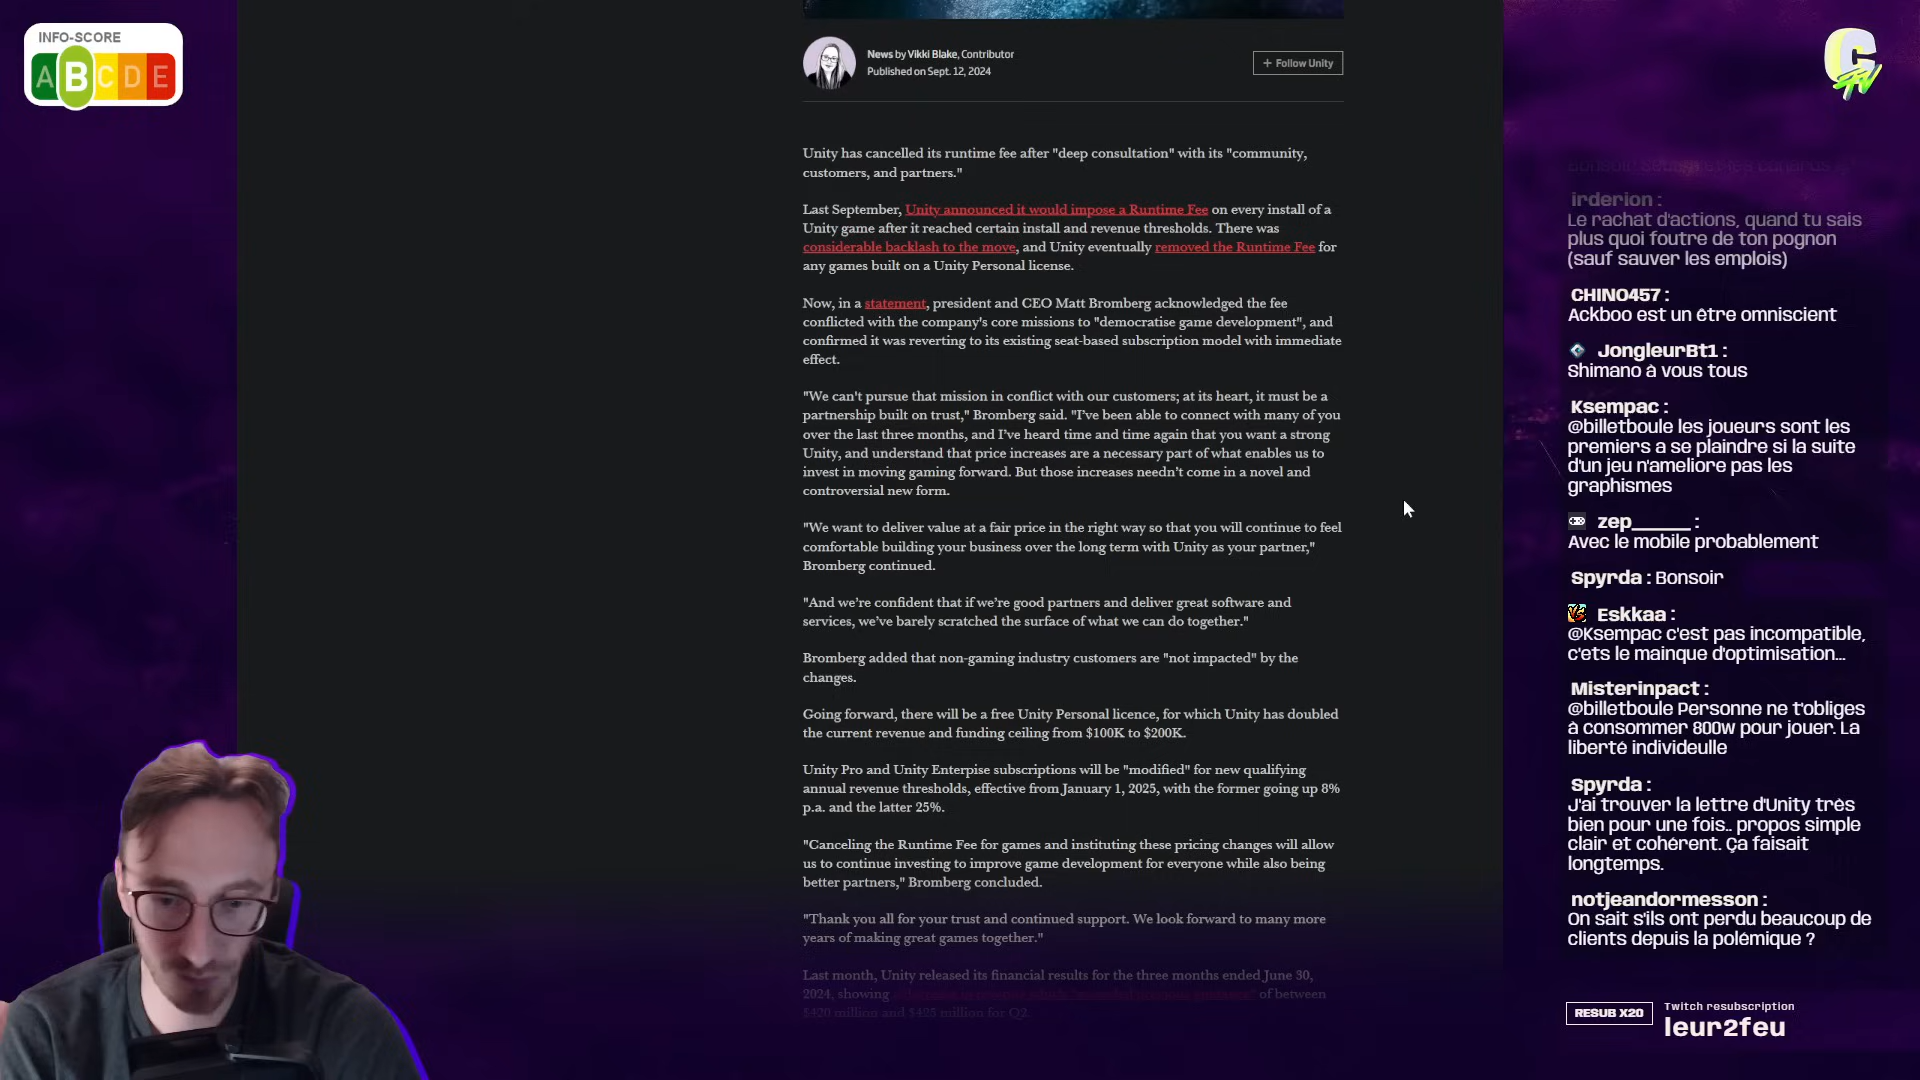 INFO-SCORE
A B C D E
News by Vikki Blake, Contributor
Published on Sept. 12, 2024
+ Follow Unity
Unity has cancelled its runtime fee after "deep consultation" with its "community,
customers, and partners."
Last September, Unity announced it would impose a Runtime Fee on every install of a
Unity game after it reached certain install and revenue thresholds. There was
considerable backlash to the move, and Unity eventually removed the Runtime Fee for
any games built on a Unity Personal license.
Now, in a statement, president and CEO Matt Bromberg acknowledged the fee
conflicted with the company's core missions to "democratise game development", and
confirmed it was reverting to its existing seat-based subscription model with immediate
effect.
"We can't pursue that mission in conflict with our customers; at its heart, it must be a
partnership built on trust," Bromberg said. "I've been able to connect with many of you
over the last three months, and I've heard time and time again that you want a strong
Unity, and understand that price increases are a necessary part of what enables us to
invest in moving gaming forward. But those increases needn't come in a novel and
controversial new form.
"We want to deliver value at a fair price in the right way so that you will continue to feel
comfortable building your business over the long term with Unity as your partner,"
Bromberg continued.
"And we're confident that if we're good partners and deliver great software and
services, we've barely scratched the surface of what we can do together."
Bromberg added that non-gaming industry customers are "not impacted" by the
changes.
Going forward, there will be a free Unity Personal licence, for which Unity has doubled
the current revenue and funding ceiling from $100K to $200K.
Unity Pro and Unity Enterpise subscriptions will be "modified" for new qualifying
annual revenue thresholds, effective from January 1, 2025, with the former going up 8%
p.a. and the latter 25%.
"Canceling the Runtime Fee for games and instituting these pricing changes will allow
us to continue investing to improve game development for everyone while also being
better partners," Bromberg concluded.
"Thank you all for your trust and continued support. We look forward to many more
years of making great games together."
Last month, Unity released its financial results for the three months ended June 30,
2024, showing of between
$420 million and $425 million for Q2.
C TV
irderion :
Le rachat d'actions, quand tu sais
plus quoi foutre de ton pognon
(sauf sauver les emplois)
CHINO457 :
Ackboo est un être omniscient
JongleurBt1 :
Shimano à vous tous
Ksempac :
@billetboule les joueurs sont les
premiers a se plaindre si la suite
d'un jeu n'ameliore pas les
graphismes
zep______ :
Avec le mobile probablement
Spyrda : Bonsoir
Eskkaa :
@Ksempac c'est pas incompatible,
c'ets le mainque d'optimisation...
Misterinpact :
@billetboule Personne ne t'obliges
à consommer 800w pour jouer. La
liberté individeulle
Spyrda :
J'ai trouver la lettre d'Unity très
bien pour une fois.. propos simple
clair et cohérent. Ça faisait
longtemps.
notjeandormesson :
On sait s'ils ont perdu beaucoup de
clients depuis la polémique ?
RESUB X20
Twitch resubscription
leur2feu